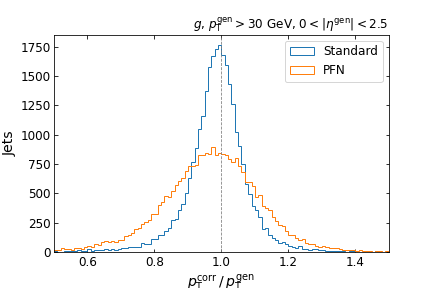 g, p_T^gen > 30 GeV, 0 < |η^gen| < 2.5
Standard
PFN
1750
1500
1250
1000
750
500
250
0
Jets
0.6 0.8 1.0 1.2 1.4
p_T^corr / p_T^gen